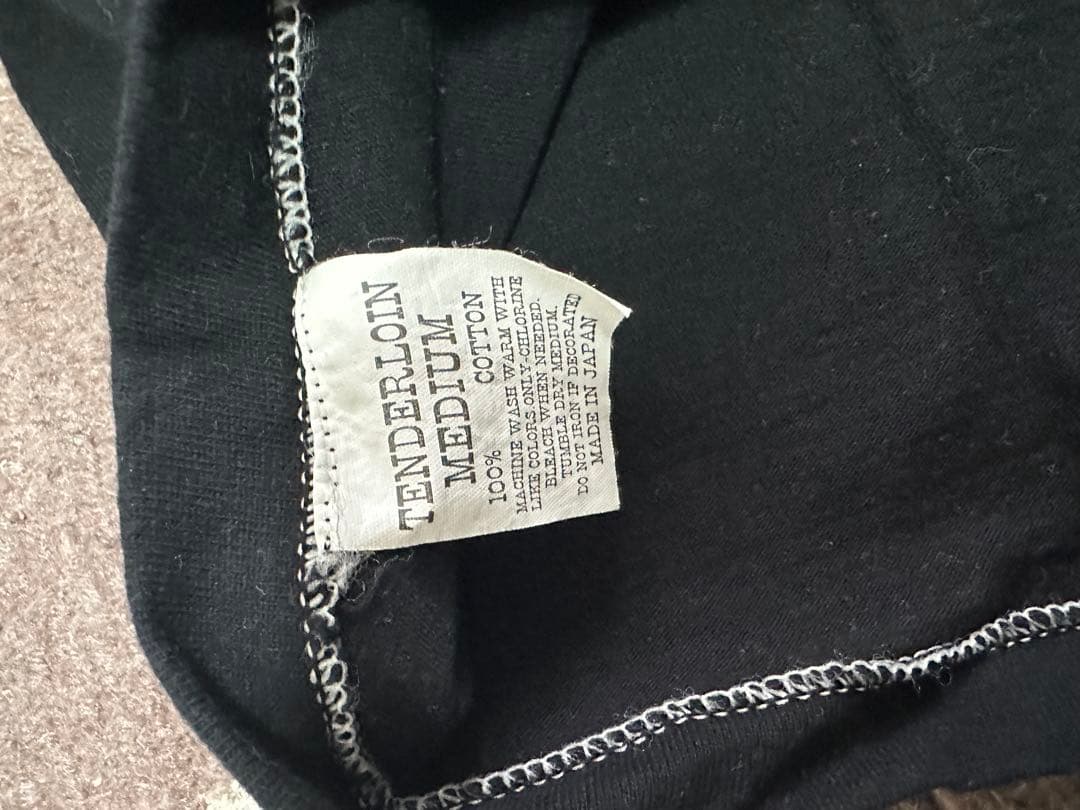 TENDERLOIN
MEDIUM
100% COTTON
MACHINE WASH WARM WITH
LIKE COLORS ONLY-CHLORINE
BLEACH WHEN NEEDED.
TUMBLE DRY MEDIUM.
DO NOT IRON IF DECORATED
MADE IN JAPAN